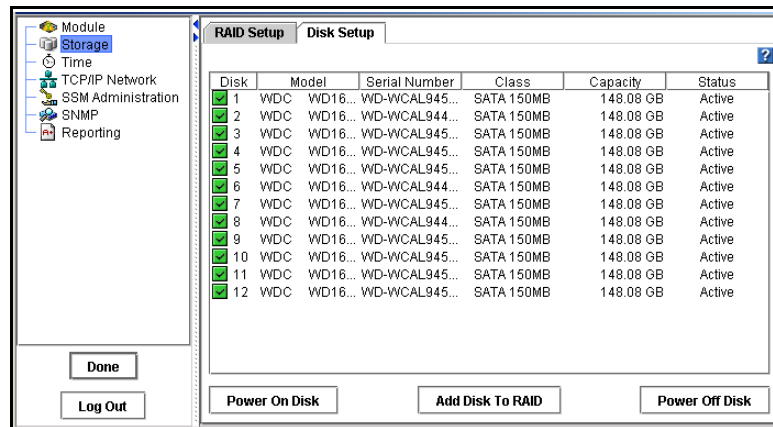 Module
Storage
Time
TCP/IP Network
SSM Administration
SNMP
Reporting
Done
Log Out
RAID Setup Disk Setup
?
Disk Model Serial Number Class Capacity Status
1 WDC WD16... WD-WCAL945... SATA 150MB 148.08 GB Active
2 WDC WD16... WD-WCAL944... SATA 150MB 148.08 GB Active
3 WDC WD16... WD-WCAL945... SATA 150MB 148.08 GB Active
4 WDC WD16... WD-WCAL945... SATA 150MB 148.08 GB Active
5 WDC WD16... WD-WCAL945... SATA 150MB 148.08 GB Active
6 WDC WD16... WD-WCAL944... SATA 150MB 148.08 GB Active
7 WDC WD16... WD-WCAL945... SATA 150MB 148.08 GB Active
8 WDC WD16... WD-WCAL944... SATA 150MB 148.08 GB Active
9 WDC WD16... WD-WCAL945... SATA 150MB 148.08 GB Active
10 WDC WD16... WD-WCAL945... SATA 150MB 148.08 GB Active
11 WDC WD16... WD-WCAL945... SATA 150MB 148.08 GB Active
12 WDC WD16... WD-WCAL945... SATA 150MB 148.08 GB Active
Power On Disk Add Disk To RAID Power Off Disk